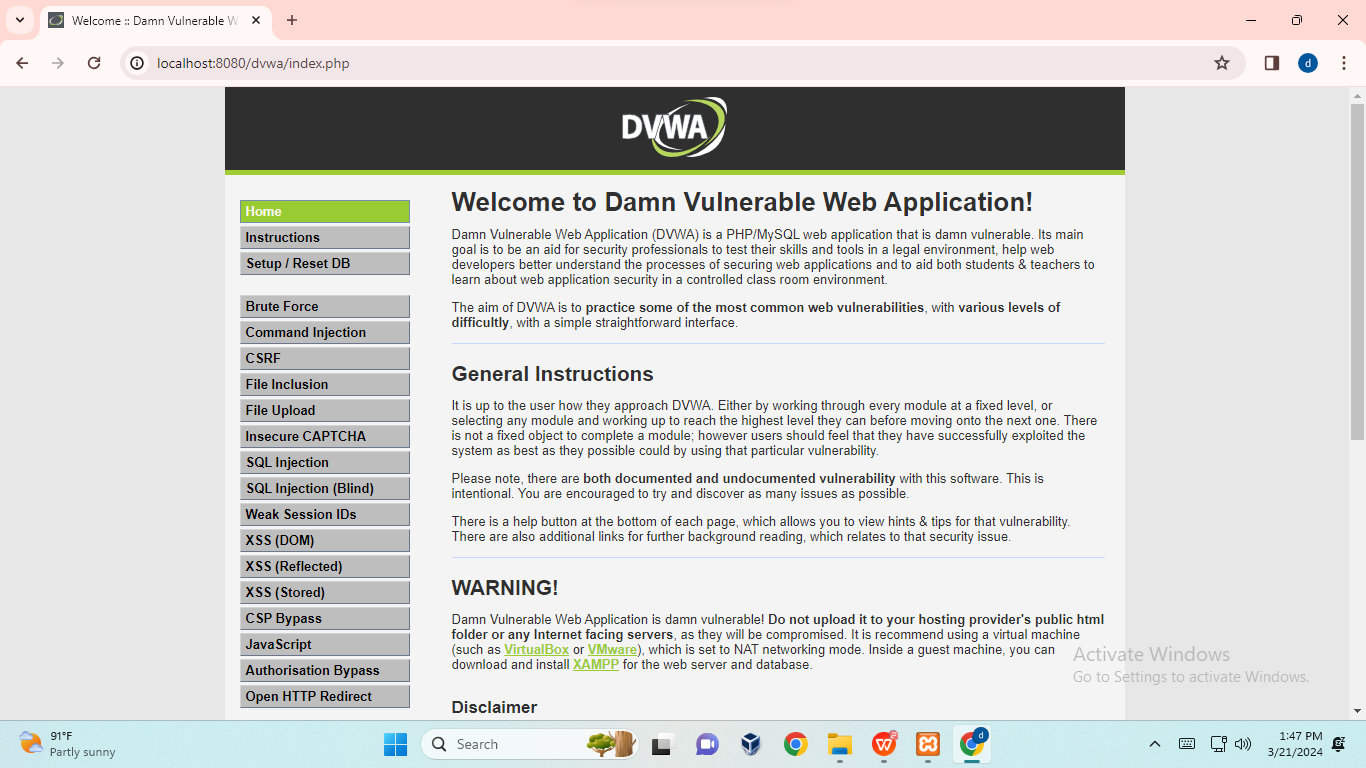 Welcome :: Damn Vulnerable W
localhost:8080/dvwa/index.php
d
DVWA
Home
Instructions
Setup / Reset DB
Brute Force
Command Injection
CSRF
File Inclusion
File Upload
Insecure CAPTCHA
SQL Injection
SQL Injection (Blind)
Weak Session IDs
XSS (DOM)
XSS (Reflected)
XSS (Stored)
CSP Bypass
JavaScript
Authorisation Bypass
Open HTTP Redirect
Welcome to Damn Vulnerable Web Application!
Damn Vulnerable Web Application (DVWA) is a PHP/MySQL web application that is damn vulnerable. Its main
goal is to be an aid for security professionals to test their skills and tools in a legal environment, help web
developers better understand the processes of securing web applications and to aid both students & teachers to
learn about web application security in a controlled class room environment.
The aim of DVWA is to practice some of the most common web vulnerabilities, with various levels of
difficultly, with a simple straightforward interface.
General Instructions
It is up to the user how they approach DVWA. Either by working through every module at a fixed level, or
selecting any module and working up to reach the highest level they can before moving onto the next one. There
is not a fixed object to complete a module; however users should feel that they have successfully exploited the
system as best as they possible could by using that particular vulnerability.
Please note, there are both documented and undocumented vulnerability with this software. This is
intentional. You are encouraged to try and discover as many issues as possible.
There is a help button at the bottom of each page, which allows you to view hints & tips for that vulnerability.
There are also additional links for further background reading, which relates to that security issue.
WARNING!
Damn Vulnerable Web Application is damn vulnerable! Do not upload it to your hosting provider's public html
folder or any Internet facing servers, as they will be compromised. It is recommend using a virtual machine
(such as VirtualBox or VMware), which is set to NAT networking mode. Inside a guest machine, you can
download and install XAMPP for the web server and database.
Disclaimer
Activate Windows
Go to Settings to activate Windows.
91°F
Partly sunny
Search
d
1:47 PM
3/21/2024